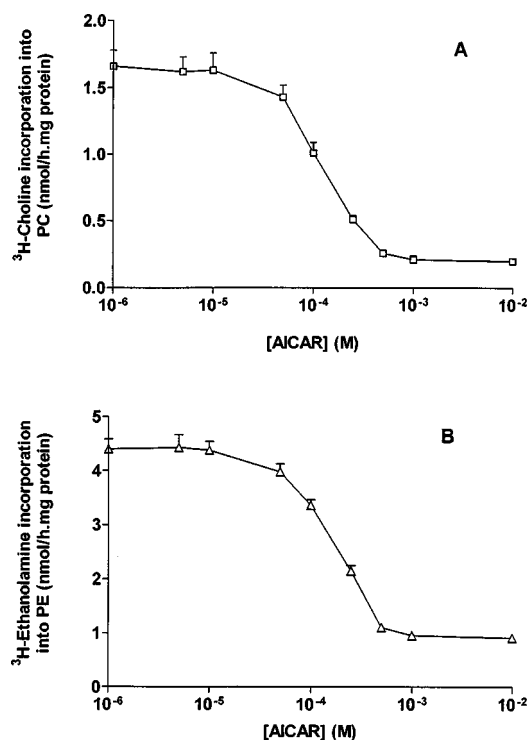 A
³H-Choline incorporation into
PC (nmol/h.mg protein)
2.0
1.5
1.0
0.5
0.0
10⁻⁶ 10⁻⁵ 10⁻⁴ 10⁻³ 10⁻²
[AICAR] (M)
B
³H-Ethanolamine incorporation
into PE (nmol/h.mg protein)
5
4
3
2
1
0
10⁻⁶ 10⁻⁵ 10⁻⁴ 10⁻³ 10⁻²
[AICAR] (M)